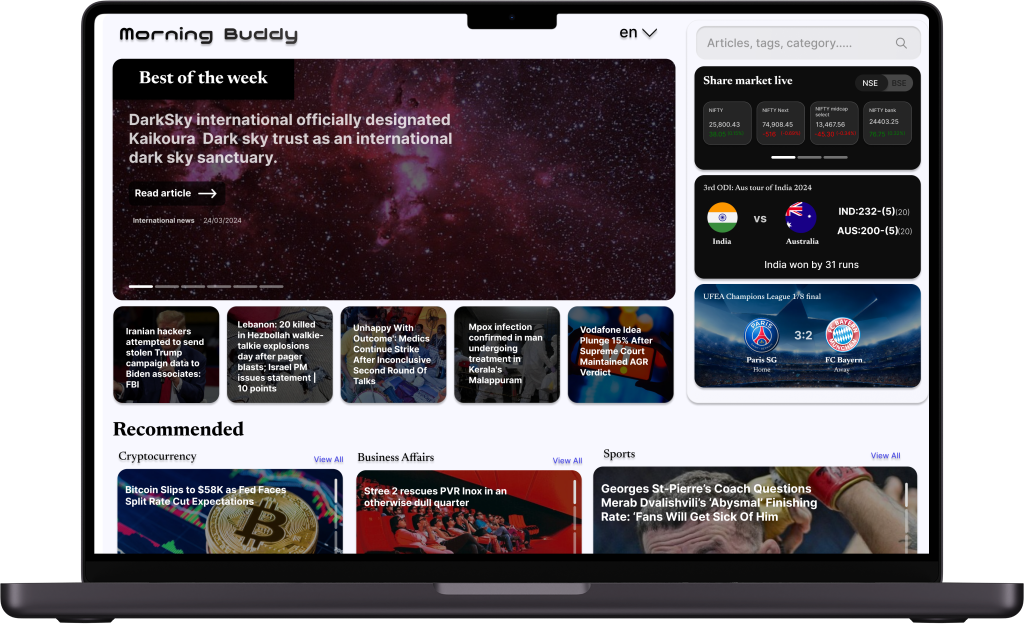 Morning Buddy
en
Articles, tags, category.....
Best of the week
DarkSky international officially designated
Kaikoura Dark sky trust as an international
dark sky sanctuary.
Read article
International news 24/03/2024
Share market live
NSE
BSE
NIFTY
25,800.43
NIFTY Next
74,908.45
NIFTY midcap
select
13,467.56
NIFTY bank
24403.25
3rd ODI: Aus tour of India 2024
India
vs
Australia
IND:232-(5)(20)
AUS:200-(5)(20)
India won by 31 runs
UFEA Champions League 1/8 final
PARIS
3:2
Paris SG
Home
FC Bayern
Away
Iranian hackers
attempted to send
stolen Trump
campaign data to
Biden associates:
FBI
Lebanon: 20 killed
in Hezbollah walkie-
talkie explosions
day after pager
blasts; Israel PM
issues statement |
10 points
Unhappy With
Outcome': Medics
Continue Strike
After Inconclusive
Second Round Of
Talks
Mpox infection
confirmed in man
undergoing
treatment in
Kerala's
Malappuram
Vodafone Idea
Plunge 15% After
Supreme Court
Maintained AGR
Verdict
Recommended
Cryptocurrency
View All
Bitcoin Slips to $58K as Fed Faces
Split Rate Cut Expectations
Business Affairs
View All
Stree 2 rescues PVR Inox in an
otherwise dull quarter
Sports
View All
Georges St-Pierre's Coach Questions
Merab Dvalishvili's 'Abysmal' Finishing
Rate: 'Fans Will Get Sick Of Him